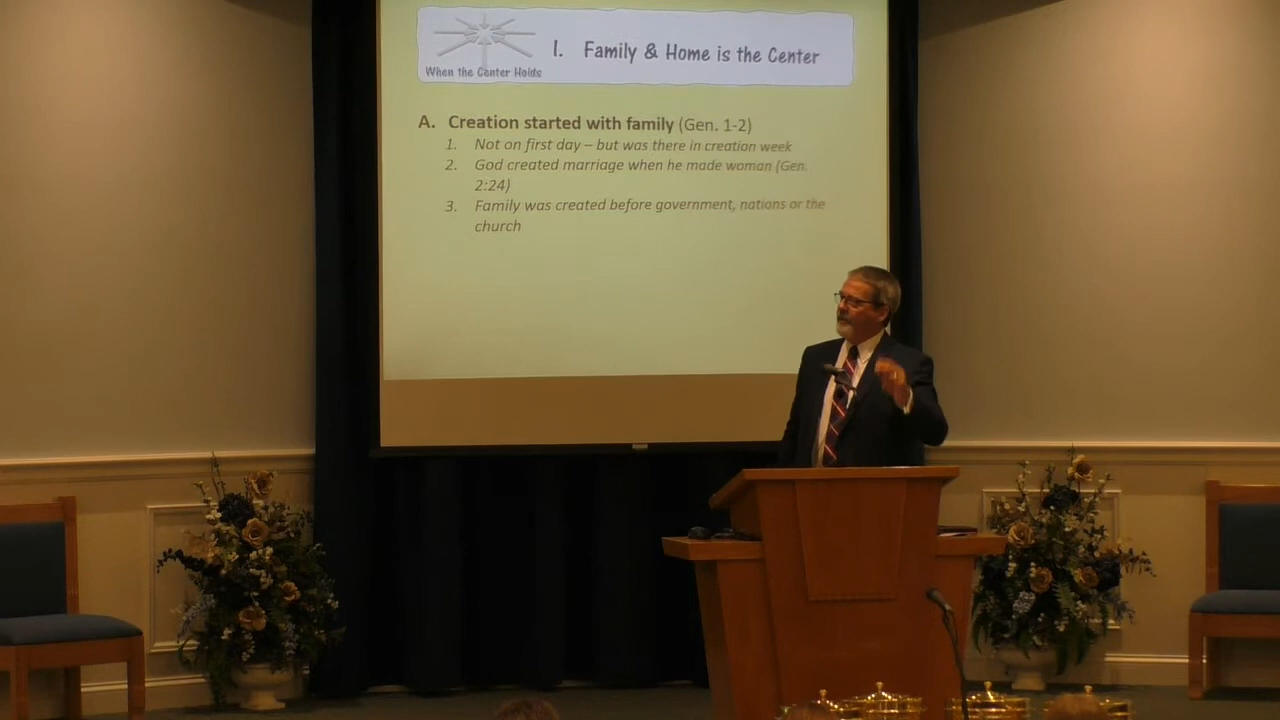 I. Family & Home is the Center
When the Center Holds
A. Creation started with family (Gen. 1-2)
1. Not on first day – but was there in creation week
2. God created marriage when he made woman (Gen.
2:24)
3. Family was created before government, nations or the
church